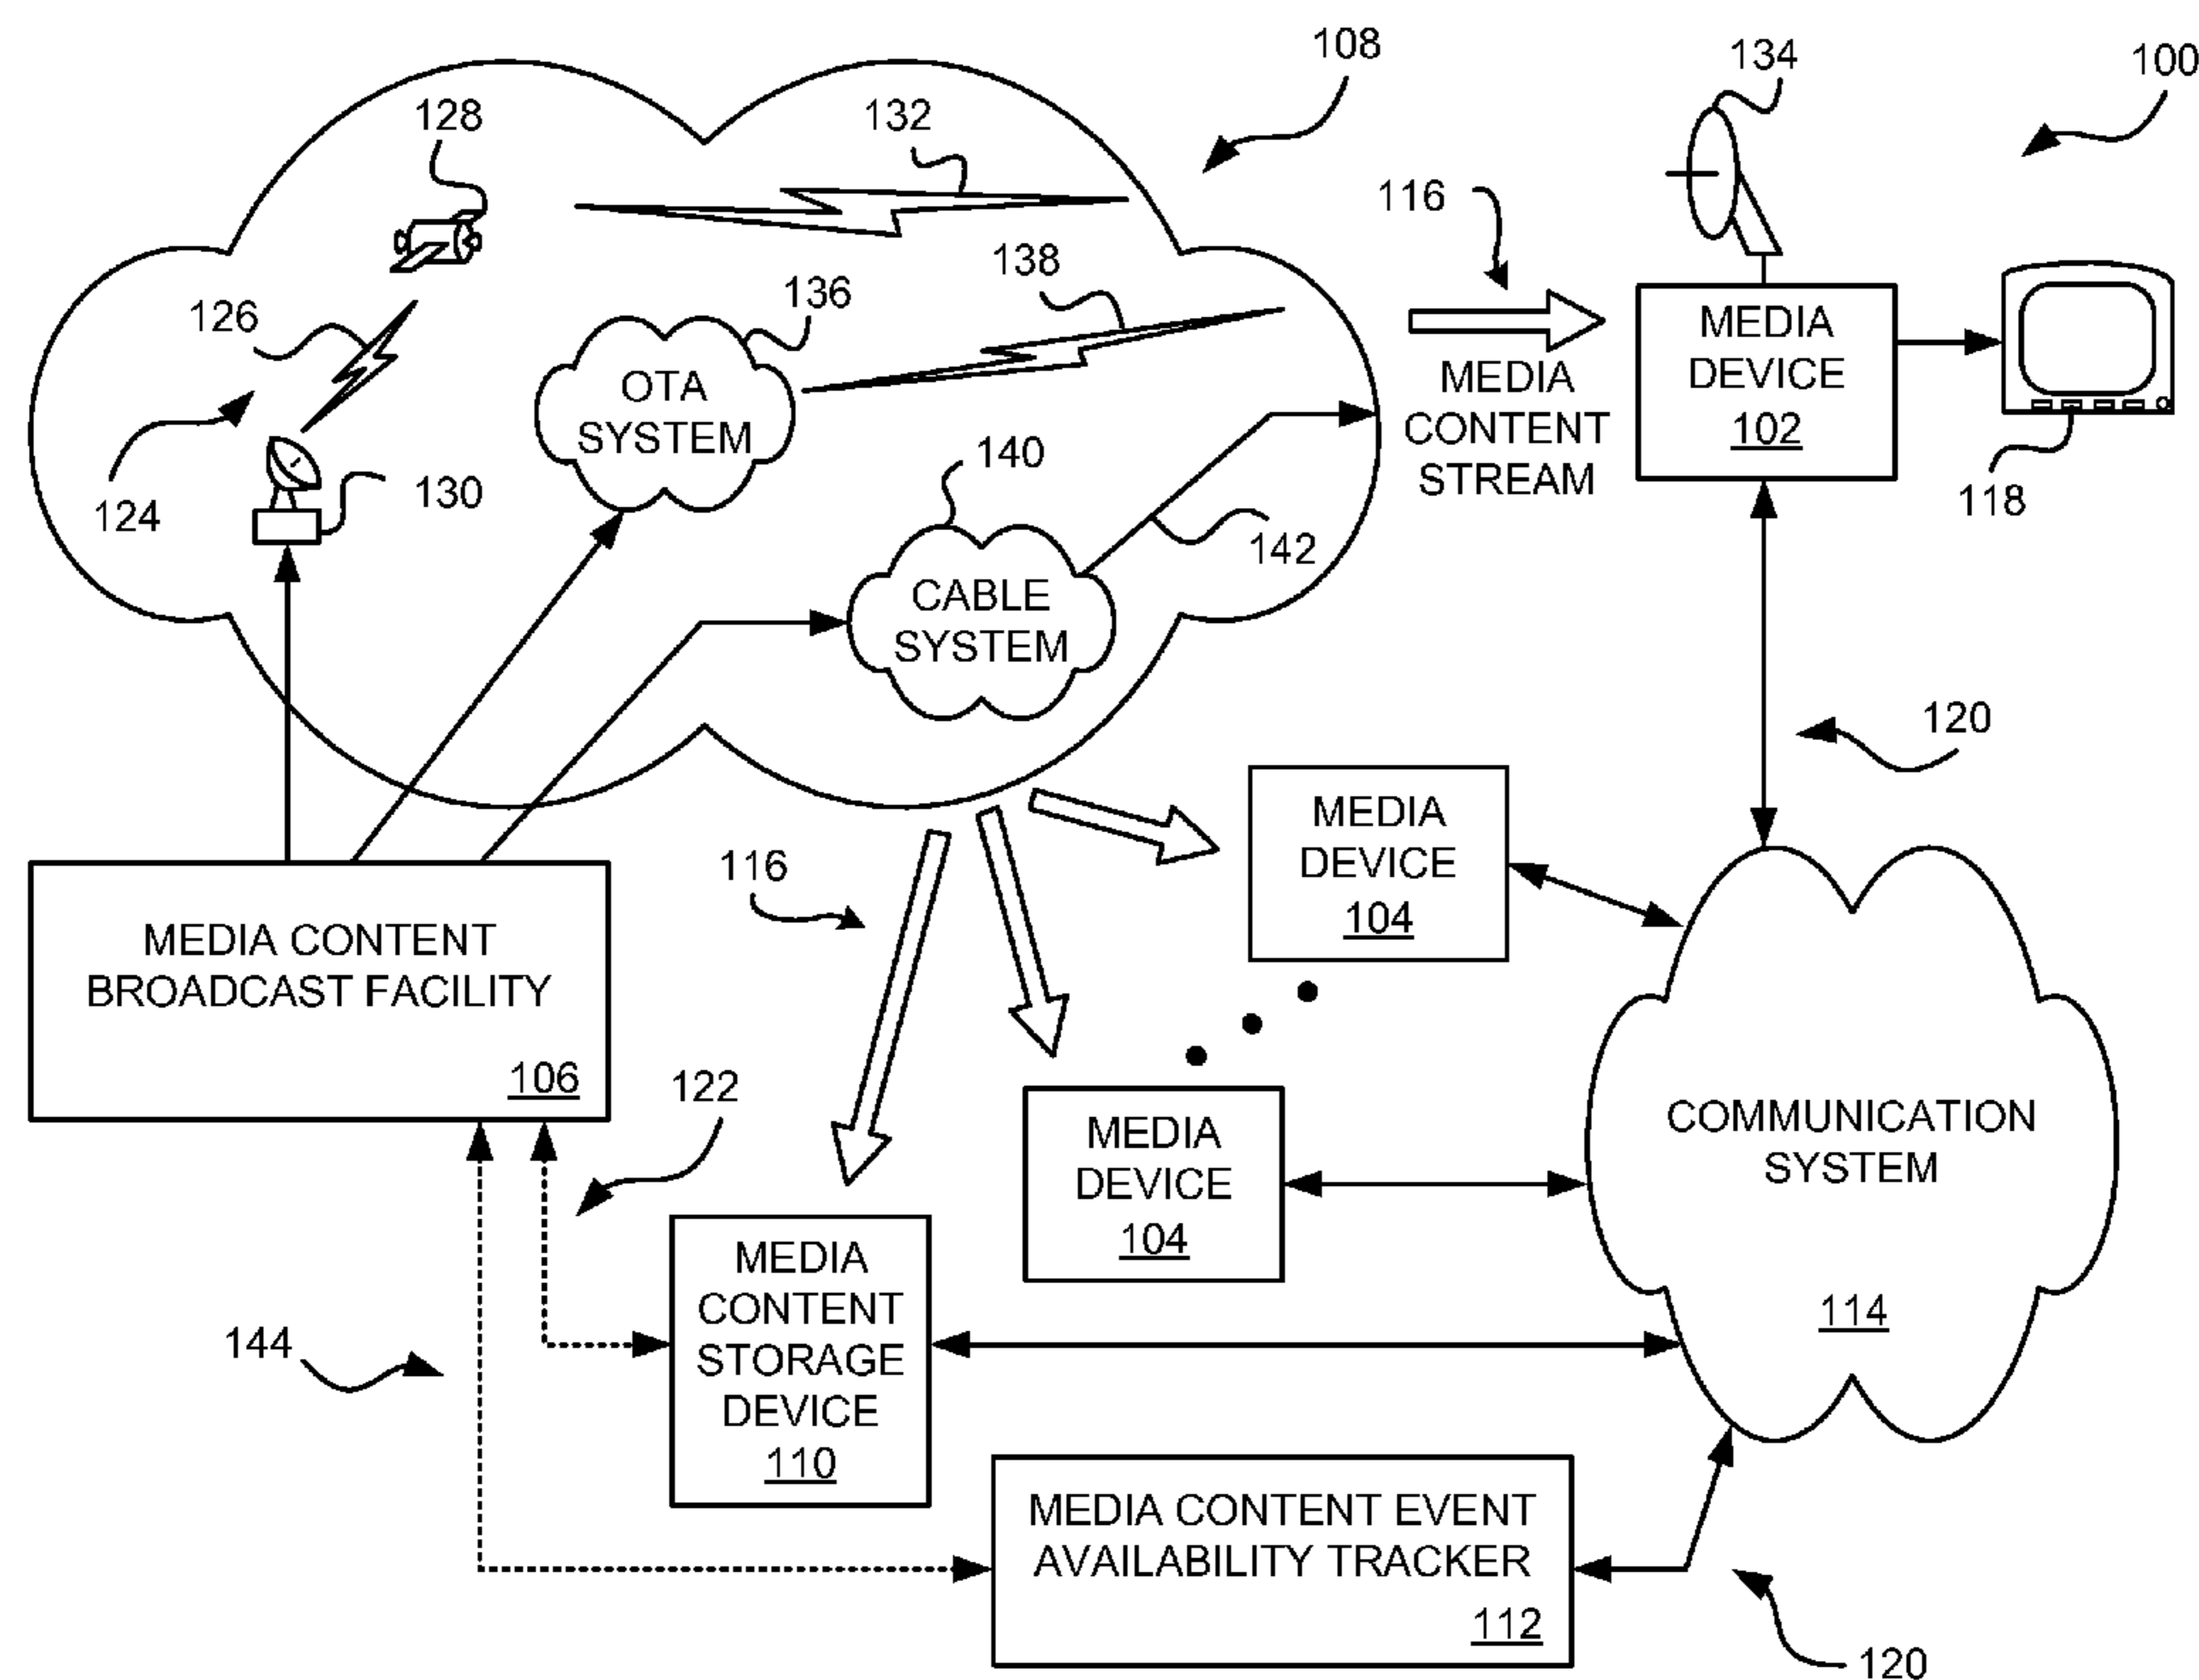 108
134
100
128
132
116
126
136
138
OTA
SYSTEM
MEDIA
DEVICE
102
MEDIA
CONTENT
STREAM
118
124
130
140
142
CABLE
SYSTEM
120
MEDIA
DEVICE
104
116
MEDIA CONTENT
BROADCAST FACILITY
106
122
MEDIA
DEVICE
104
COMMUNICATION
SYSTEM
114
144
MEDIA
CONTENT
STORAGE
DEVICE
110
MEDIA CONTENT EVENT
AVAILABILITY TRACKER
112
120